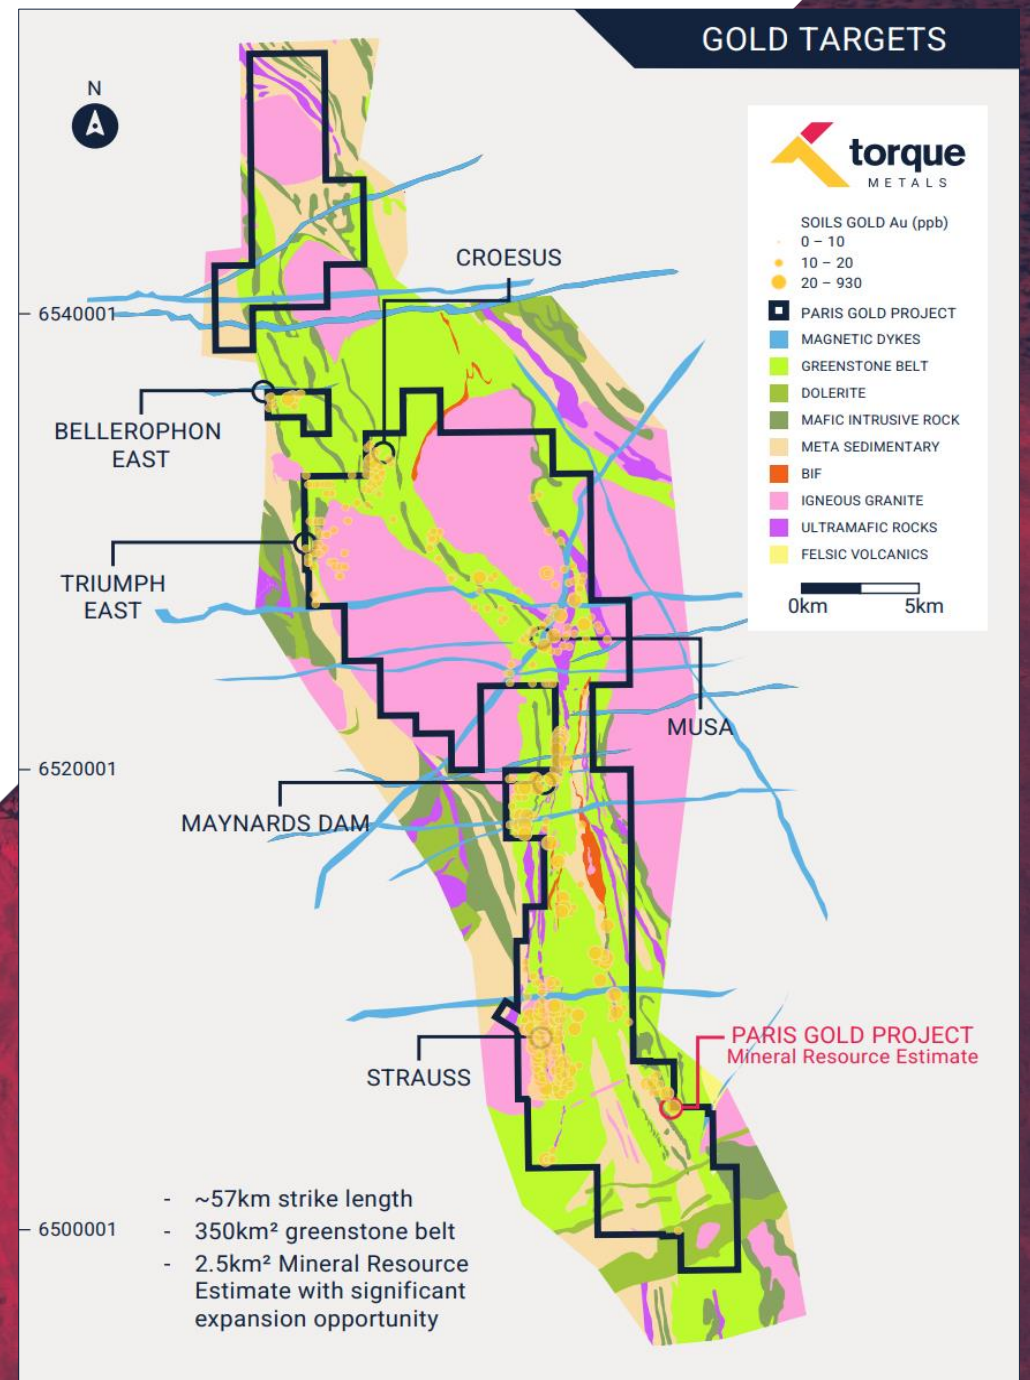 GOLD TARGETS
N
torque
METALS
SOILS GOLD Au (ppb)
0 – 10
10 – 20
20 – 930
PARIS GOLD PROJECT
MAGNETIC DYKES
GREENSTONE BELT
DOLERITE
MAFIC INTRUSIVE ROCK
META SEDIMENTARY
BIF
IGNEOUS GRANITE
ULTRAMAFIC ROCKS
FELSIC VOLCANICS
0km 5km
CROESUS
6540001
BELLEROPHON
EAST
TRIUMPH
EAST
MUSA
6520001
MAYNARDS DAM
STRAUSS
PARIS GOLD PROJECT
Mineral Resource Estimate
6500001
- ~57km strike length
- 350km² greenstone belt
- 2.5km² Mineral Resource
Estimate with significant
expansion opportunity